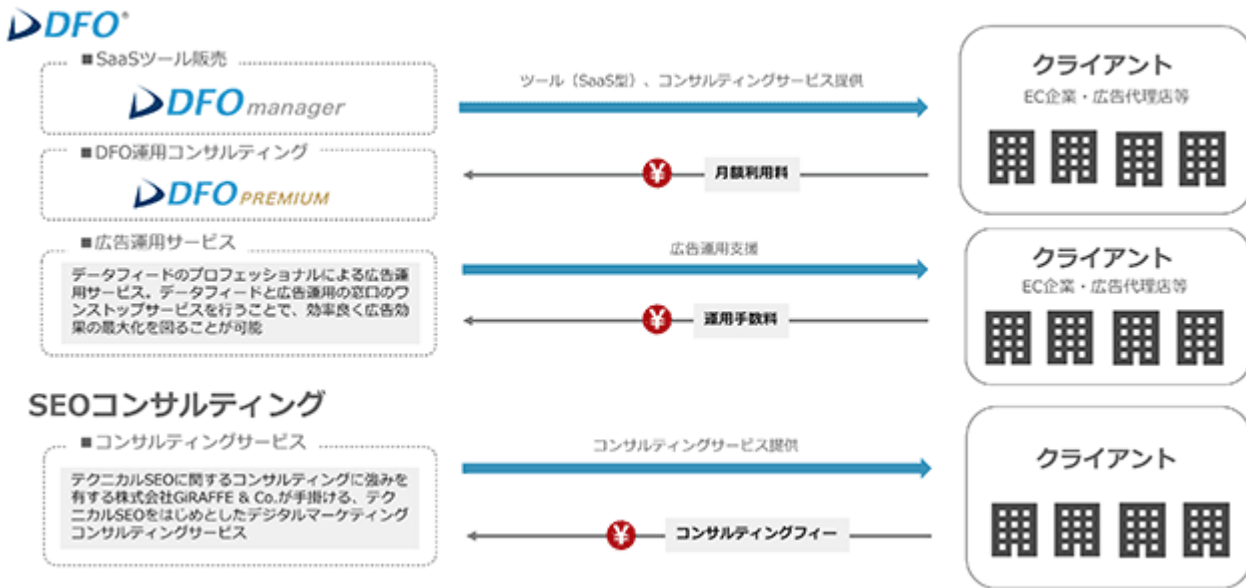 DFO®
■SaaSツール販売
DFO manager
ツール（SaaS型）、コンサルティングサービス提供
クライアント
EC企業・広告代理店等
■DFO運用コンサルティング
DFO PREMIUM
¥
月額利用料
■広告運用サービス
データフィードのプロフェッショナルによる広告運
用サービス。データフィードと広告運用の窓口のワ
ンストップサービスを行うことで、効率良く広告効
果の最大化を図ることが可能
広告運用支援
¥
運用手数料
クライアント
EC企業・広告代理店等
SEOコンサルティング
■コンサルティングサービス
テクニカルSEOに関するコンサルティングに強みを
有する株式会社GiRAFFE & Co.が手掛ける、テク
ニカルSEOをはじめとしたデジタルマーケティング
コンサルティングサービス
コンサルティングサービス提供
¥
コンサルティングフィー
クライアント